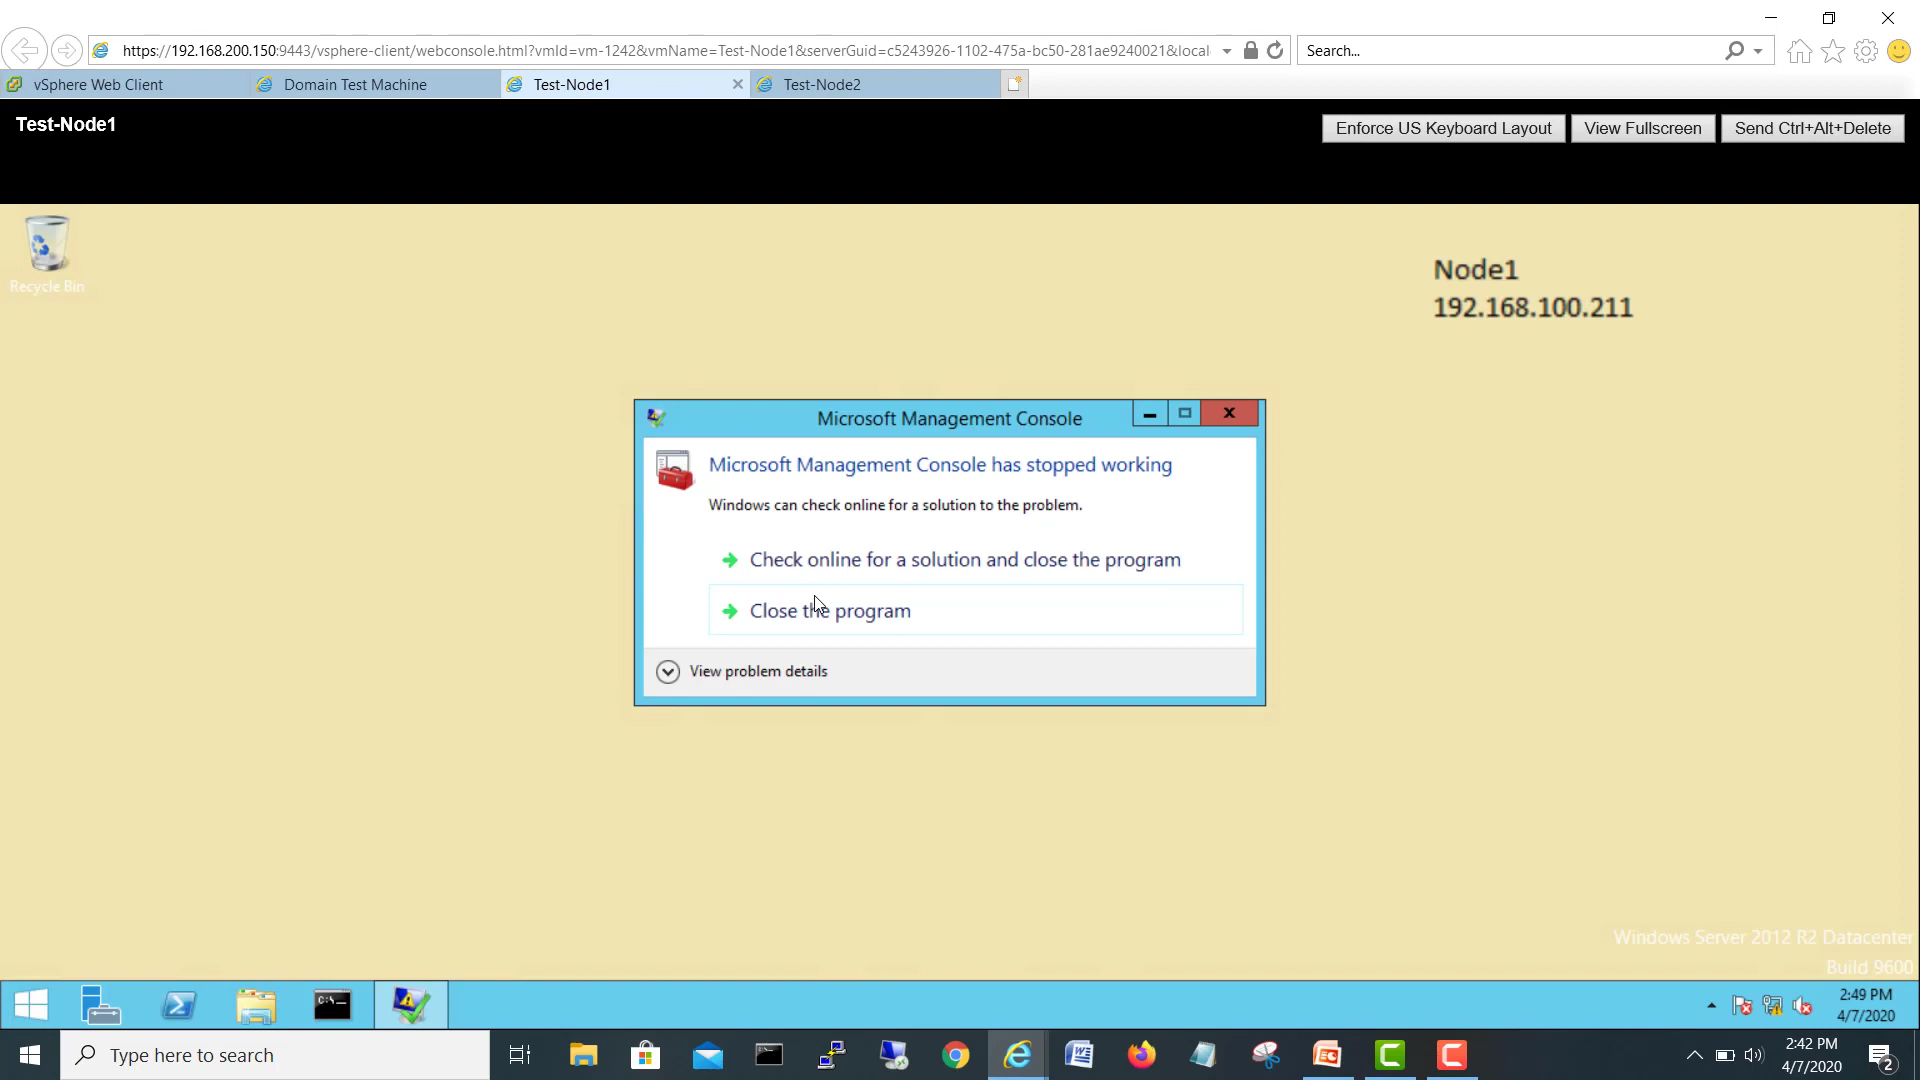 https://192.168.200.150:9443/vsphere-client/webconsole.html?vmId=vm-1242&vmName=Test-Node1&serverGuid=c5243926-1102-475a-bc50-281ae9240021&local
Search...
vSphere Web Client
Domain Test Machine
Test-Node1
Test-Node2
Test-Node1
Enforce US Keyboard Layout
View Fullscreen
Send Ctrl+Alt+Delete
Recycle Bin
Node1
192.168.100.211
Microsoft Management Console
Microsoft Management Console has stopped working
Windows can check online for a solution to the problem.
Check online for a solution and close the program
Close the program
View problem details
Windows Server 2012 R2 Datacenter
Build 9600
C:\_
2:49 PM
4/7/2020
Type here to search
2:42 PM
4/7/2020
2